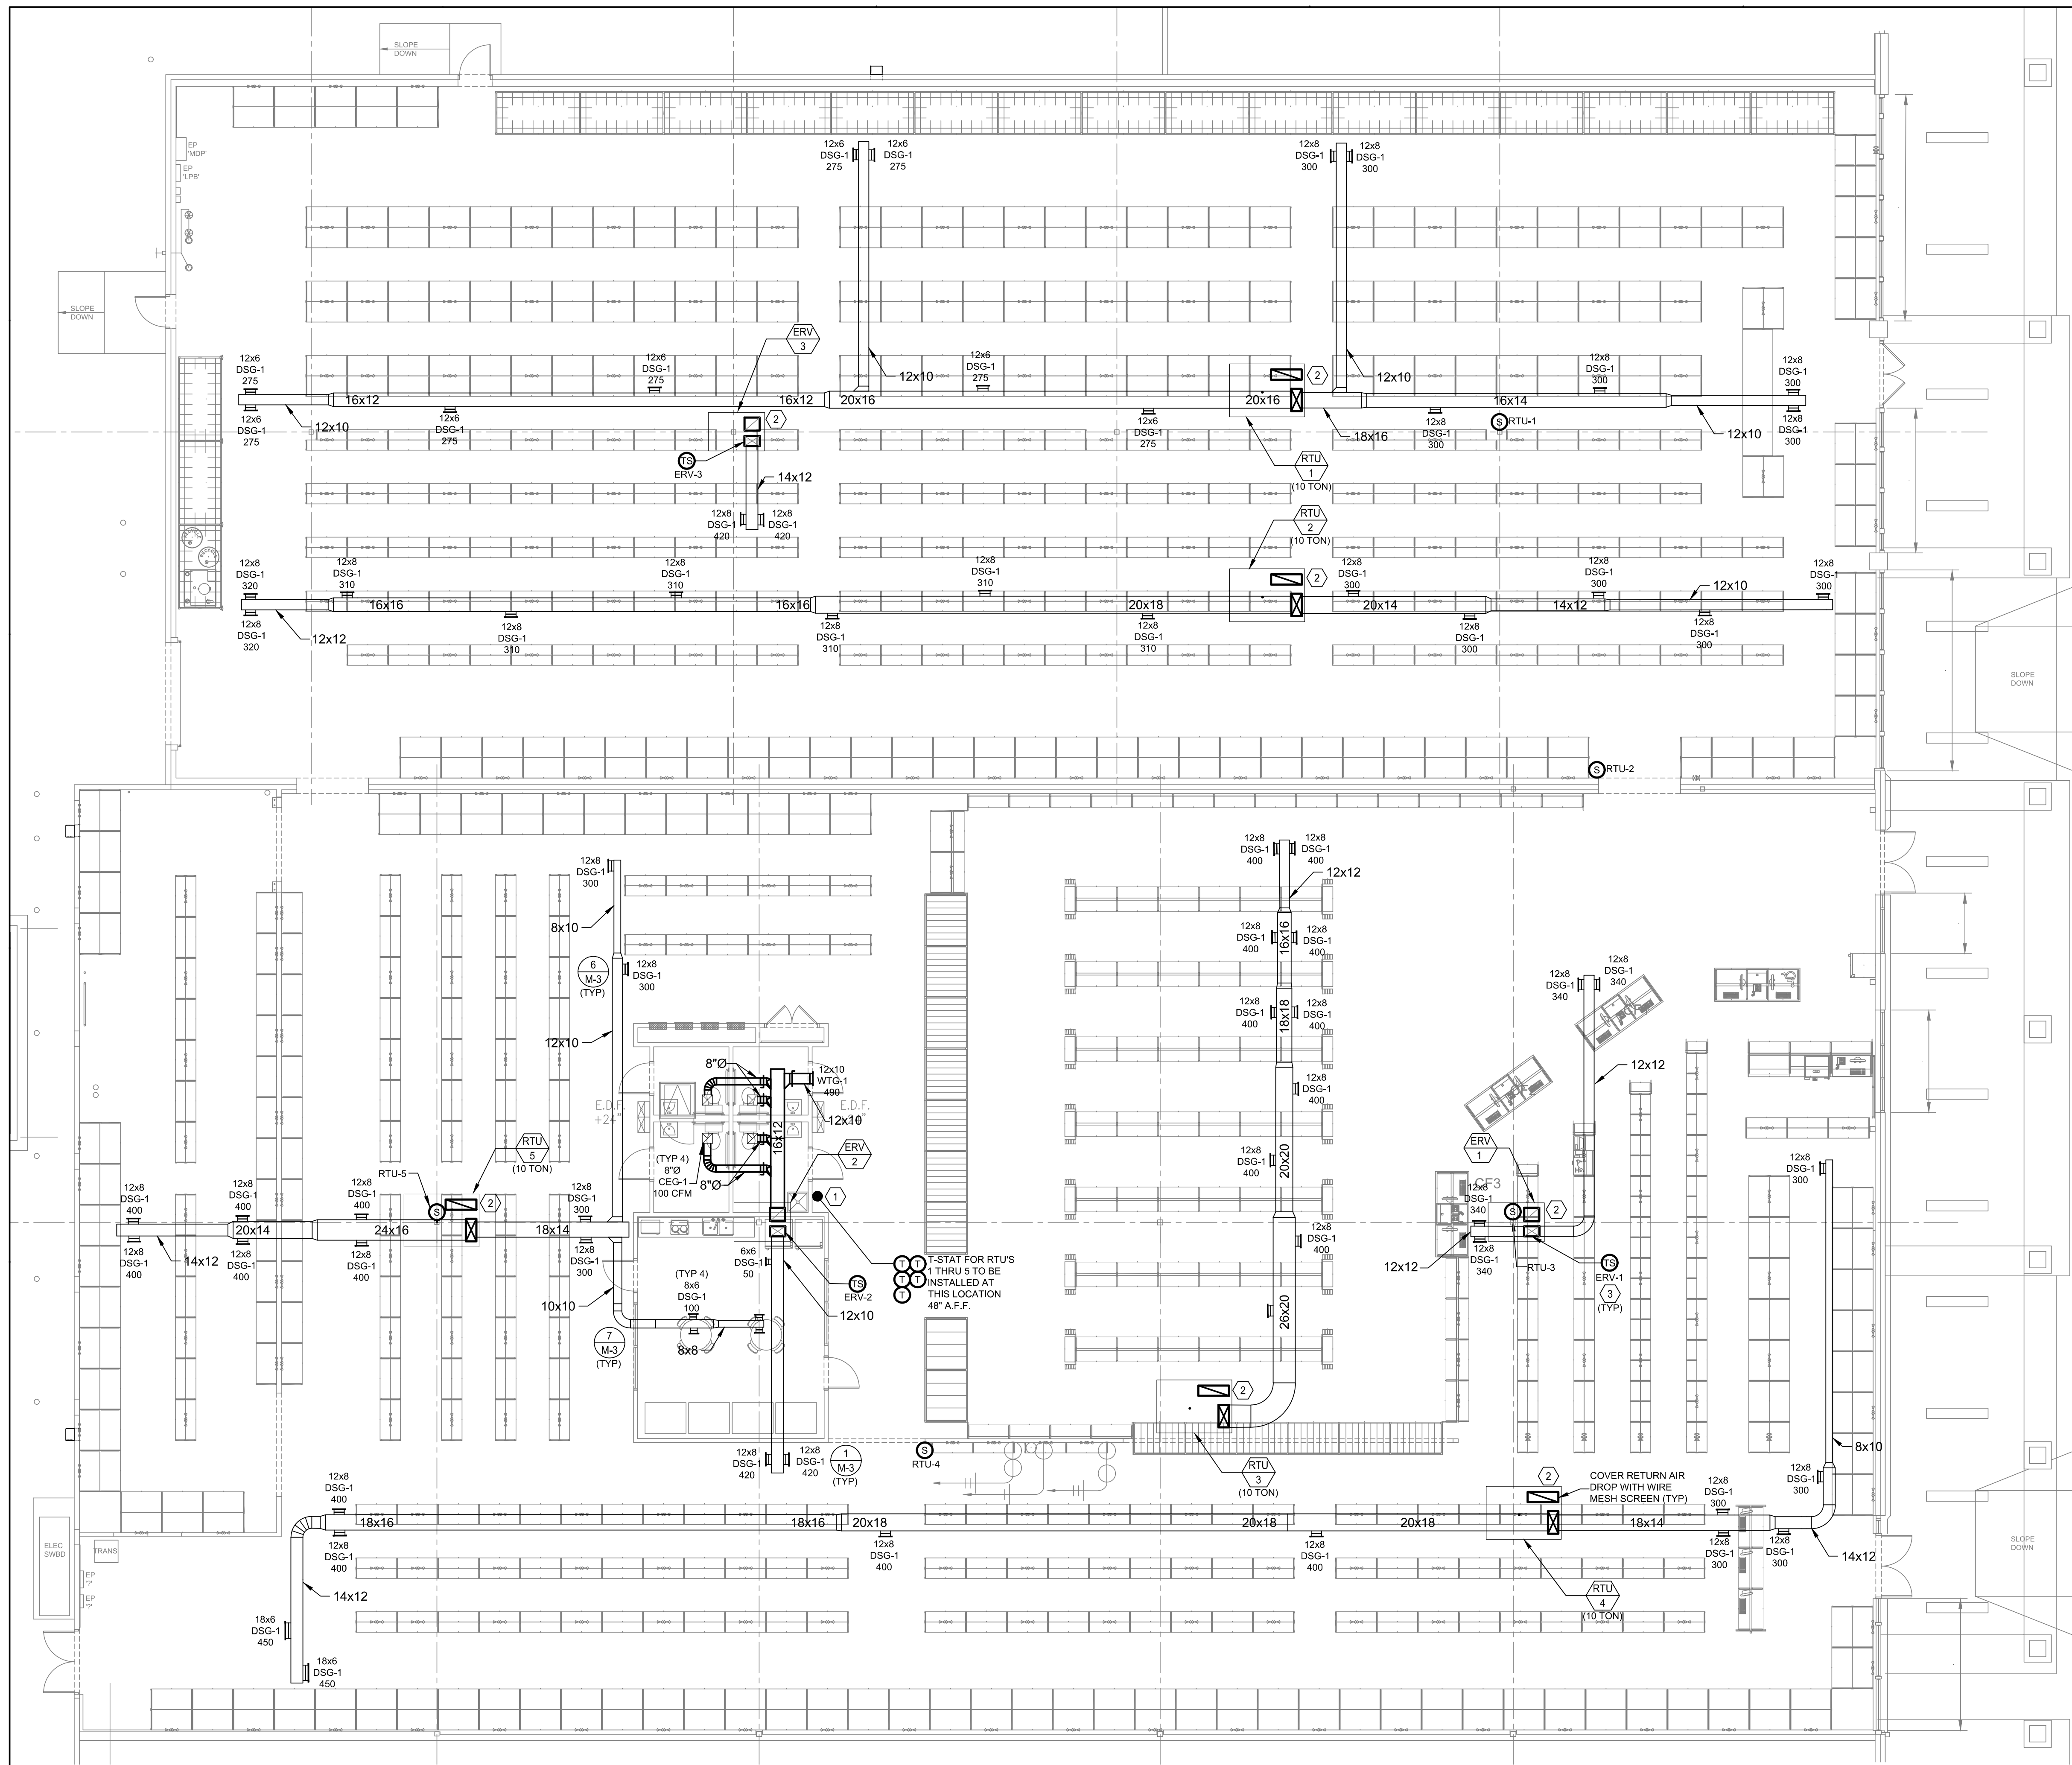 SLOPE
DOWN
EP
'MDP'
EP
'LPB'
SLOPE
DOWN
12x6
DSG-1
275
12x6
DSG-1
275
12x8
DSG-1
300
12x8
DSG-1
300
ERV
3
12x6
DSG-1
275
12x6
DSG-1
275
12x6
DSG-1
275
12x10
2
12x10
12x8
DSG-1
300
12x8
DSG-1
300
16x12
16x12
20x16
20x16
16x14
12x6
DSG-1
275
12x10
12x6
DSG-1
275
2
12x6
DSG-1
275
18x16
12x8
DSG-1
300
S
RTU-1
12x10
12x8
DSG-1
300
TS
ERV-3
14x12
RTU
1
(10 TON)
12x8
DSG-1
420
12x8
DSG-1
420
RTU
2
(10 TON)
RECYCLE
RECYCLE
12x8
DSG-1
320
12x8
DSG-1
310
12x8
DSG-1
310
12x8
DSG-1
310
2
12x8
DSG-1
300
12x8
DSG-1
300
12x10
12x8
DSG-1
300
16x16
16x16
20x18
20x14
14x12
12x8
DSG-1
320
12x12
12x8
DSG-1
310
12x8
DSG-1
310
12x8
DSG-1
310
12x8
DSG-1
300
12x8
DSG-1
300
SLOPE
DOWN
S
RTU-2
12x8
DSG-1
300
8x10
6
M-3
(TYP)
12x8
DSG-1
300
12x10
12x8
DSG-1
400
12x8
DSG-1
400
12x12
12x8
DSG-1
400
16x16
12x8
DSG-1
400
12x8
DSG-1
400
18x18
12x8
DSG-1
400
12x8
DSG-1
340
12x8
DSG-1
340
12x12
8"Ø
12x10
WTG-1
490
E.D.F.
+24"
E.D.F.
12x10
16x12
12x8
DSG-1
400
(TYP 4)
8"Ø
CEG-1
100 CFM
8"Ø
ERV
2
1
12x8
DSG-1
400
20x20
ERV
1
RTU
5
(10 TON)
RTU-5
S
2
12x8
DSG-1
400
12x8
DSG-1
400
12x8
DSG-1
400
12x8
DSG-1
300
20x14
24x16
18x14
12x8
DSG-1
400
14x12
12x8
DSG-1
400
12x8
DSG-1
400
12x8
DSG-1
300
6x6
DSG-1
50
TS
ERV-2
T
T
T
T
T
T-STAT FOR RTU'S
1 THRU 5 TO BE
INSTALLED AT
THIS LOCATION
48" A.F.F.
12x8
DSG-1
400
CF3
12x8
DSG-1
340
S
2
12x8
DSG-1
340
12x12
RTU-3
TS
ERV-1
3
(TYP)
12x8
DSG-1
300
(TYP 4)
8x6
DSG-1
100
10x10
7
M-3
(TYP)
8x8
12x10
26x20
2
12x8
DSG-1
420
12x8
DSG-1
420
1
M-3
(TYP)
S
RTU-4
RTU
3
(10 TON)
8x10
12x8
DSG-1
300
2
COVER RETURN AIR
DROP WITH WIRE
MESH SCREEN (TYP)
12x8
DSG-1
300
12x8
DSG-1
400
18x16
18x16
20x18
20x18
20x18
18x14
12x8
DSG-1
400
12x8
DSG-1
400
12x8
DSG-1
400
12x8
DSG-1
300
12x8
DSG-1
300
14x12
ELEC
SWBD
TRANS
EP
'?'
EP
'?'
14x12
18x6
DSG-1
450
18x6
DSG-1
450
RTU
4
(10 TON)
SLOPE
DOWN